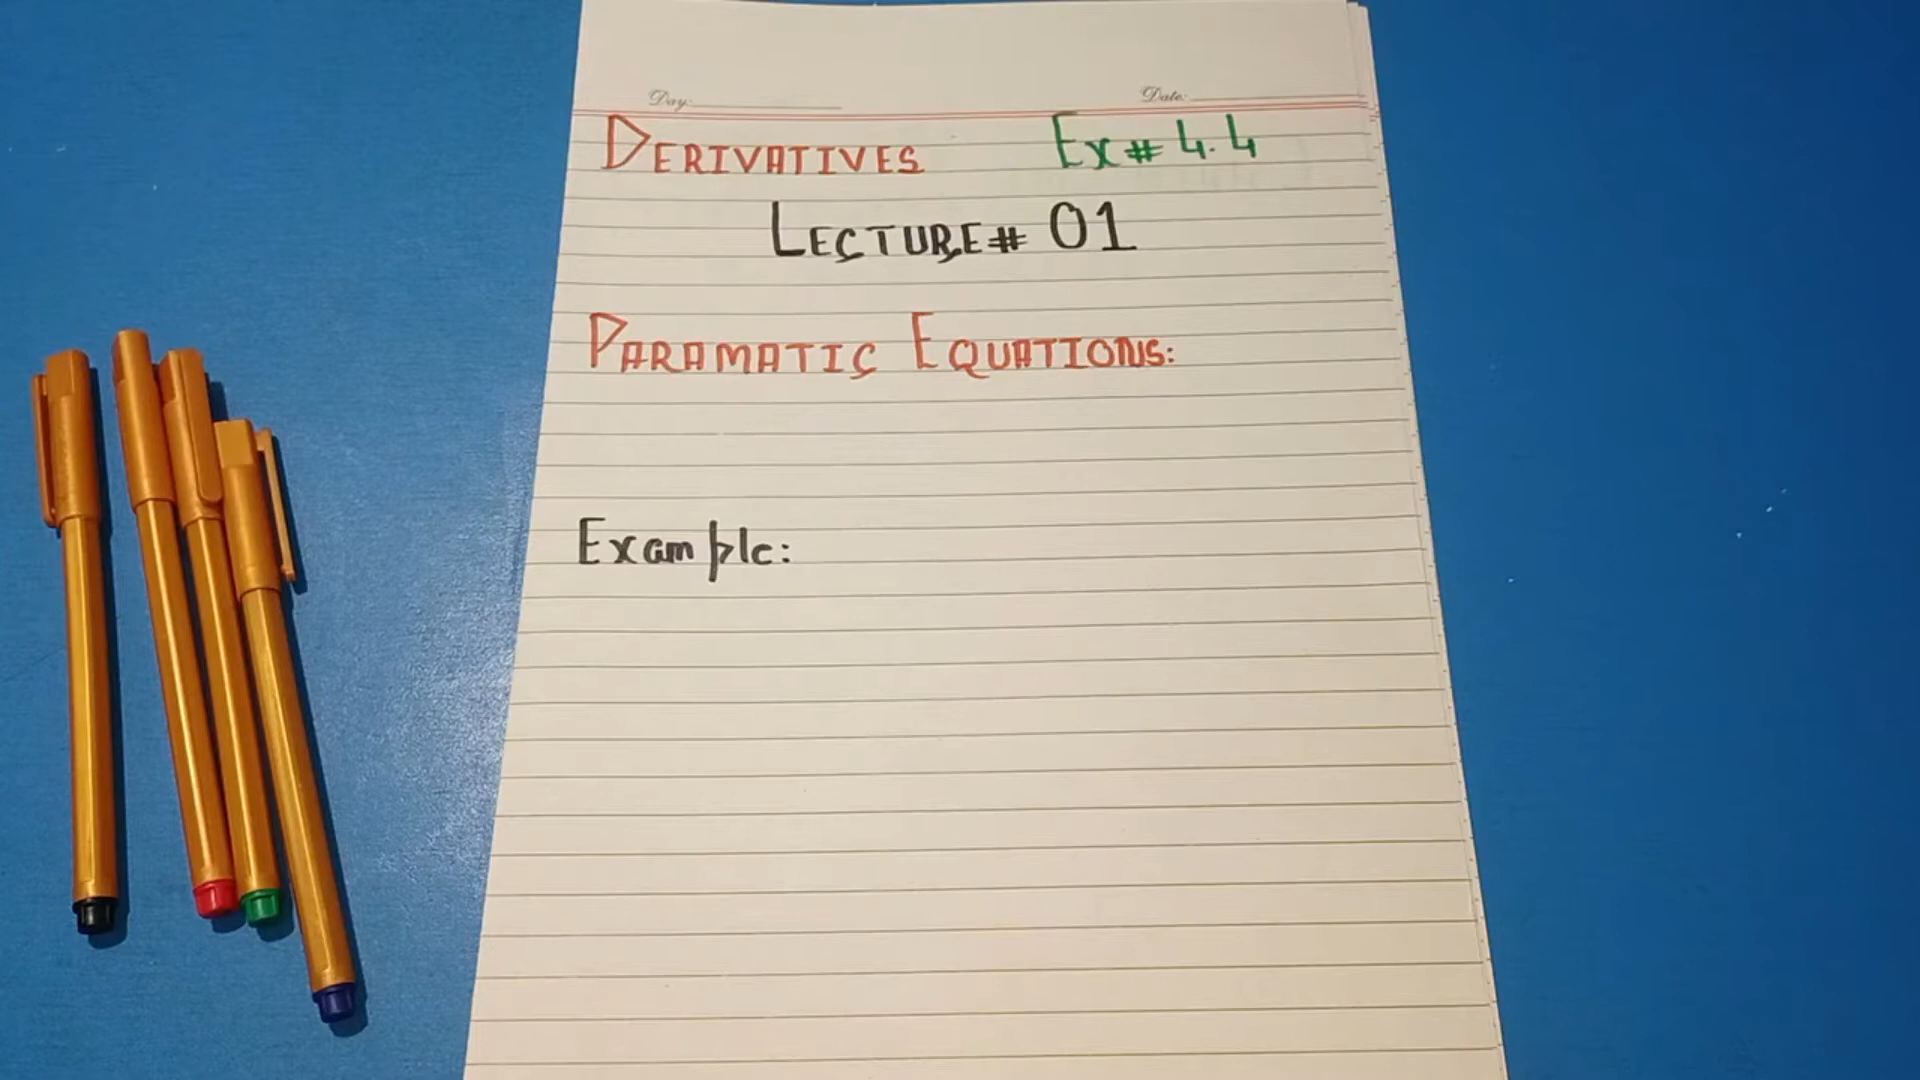 Day: Date:
DERIVATIVES Ex# 4.4
LECTURE# 01
PARAMATIC EQUATIONS:
Example: